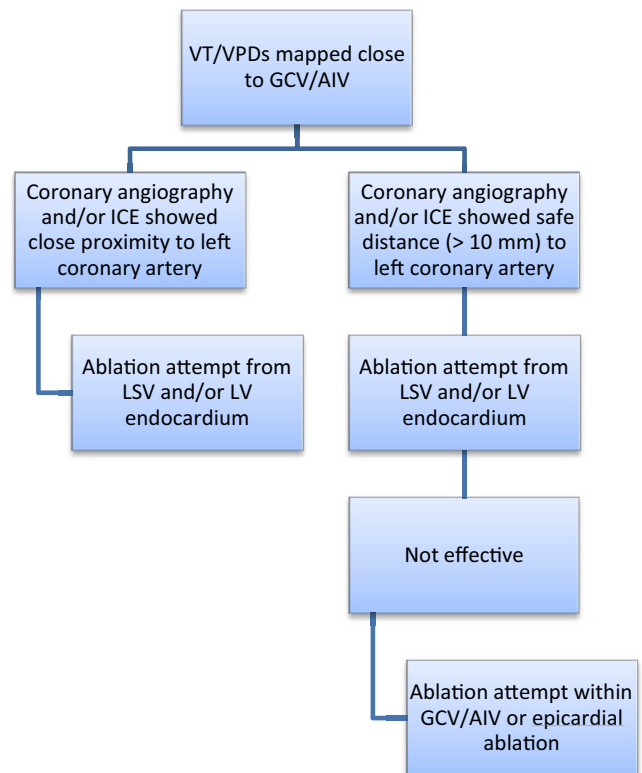 VT/VPDs mapped close
to GCV/AIV
Coronary angiography
and/or ICE showed
close proximity to left
coronary artery
Coronary angiography
and/or ICE showed safe
distance (> 10 mm) to
left coronary artery
Ablation attempt from
LSV and/or LV
endocardium
Ablation attempt from
LSV and/or LV
endocardium
Not effective
Ablation attempt within
GCV/AIV or epicardial
ablation